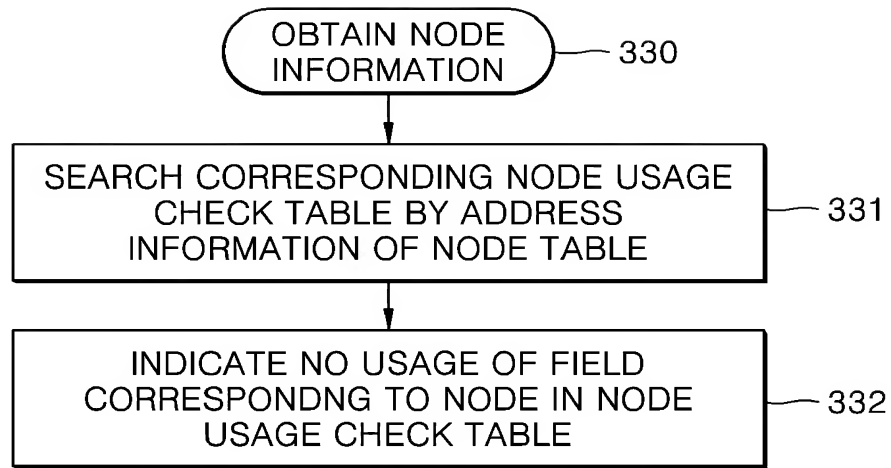 OBTAIN NODE
INFORMATION
330
SEARCH CORRESPONDING NODE USAGE
CHECK TABLE BY ADDRESS
INFORMATION OF NODE TABLE
331
INDICATE NO USAGE OF FIELD
CORRESPONDNG TO NODE IN NODE
USAGE CHECK TABLE
332